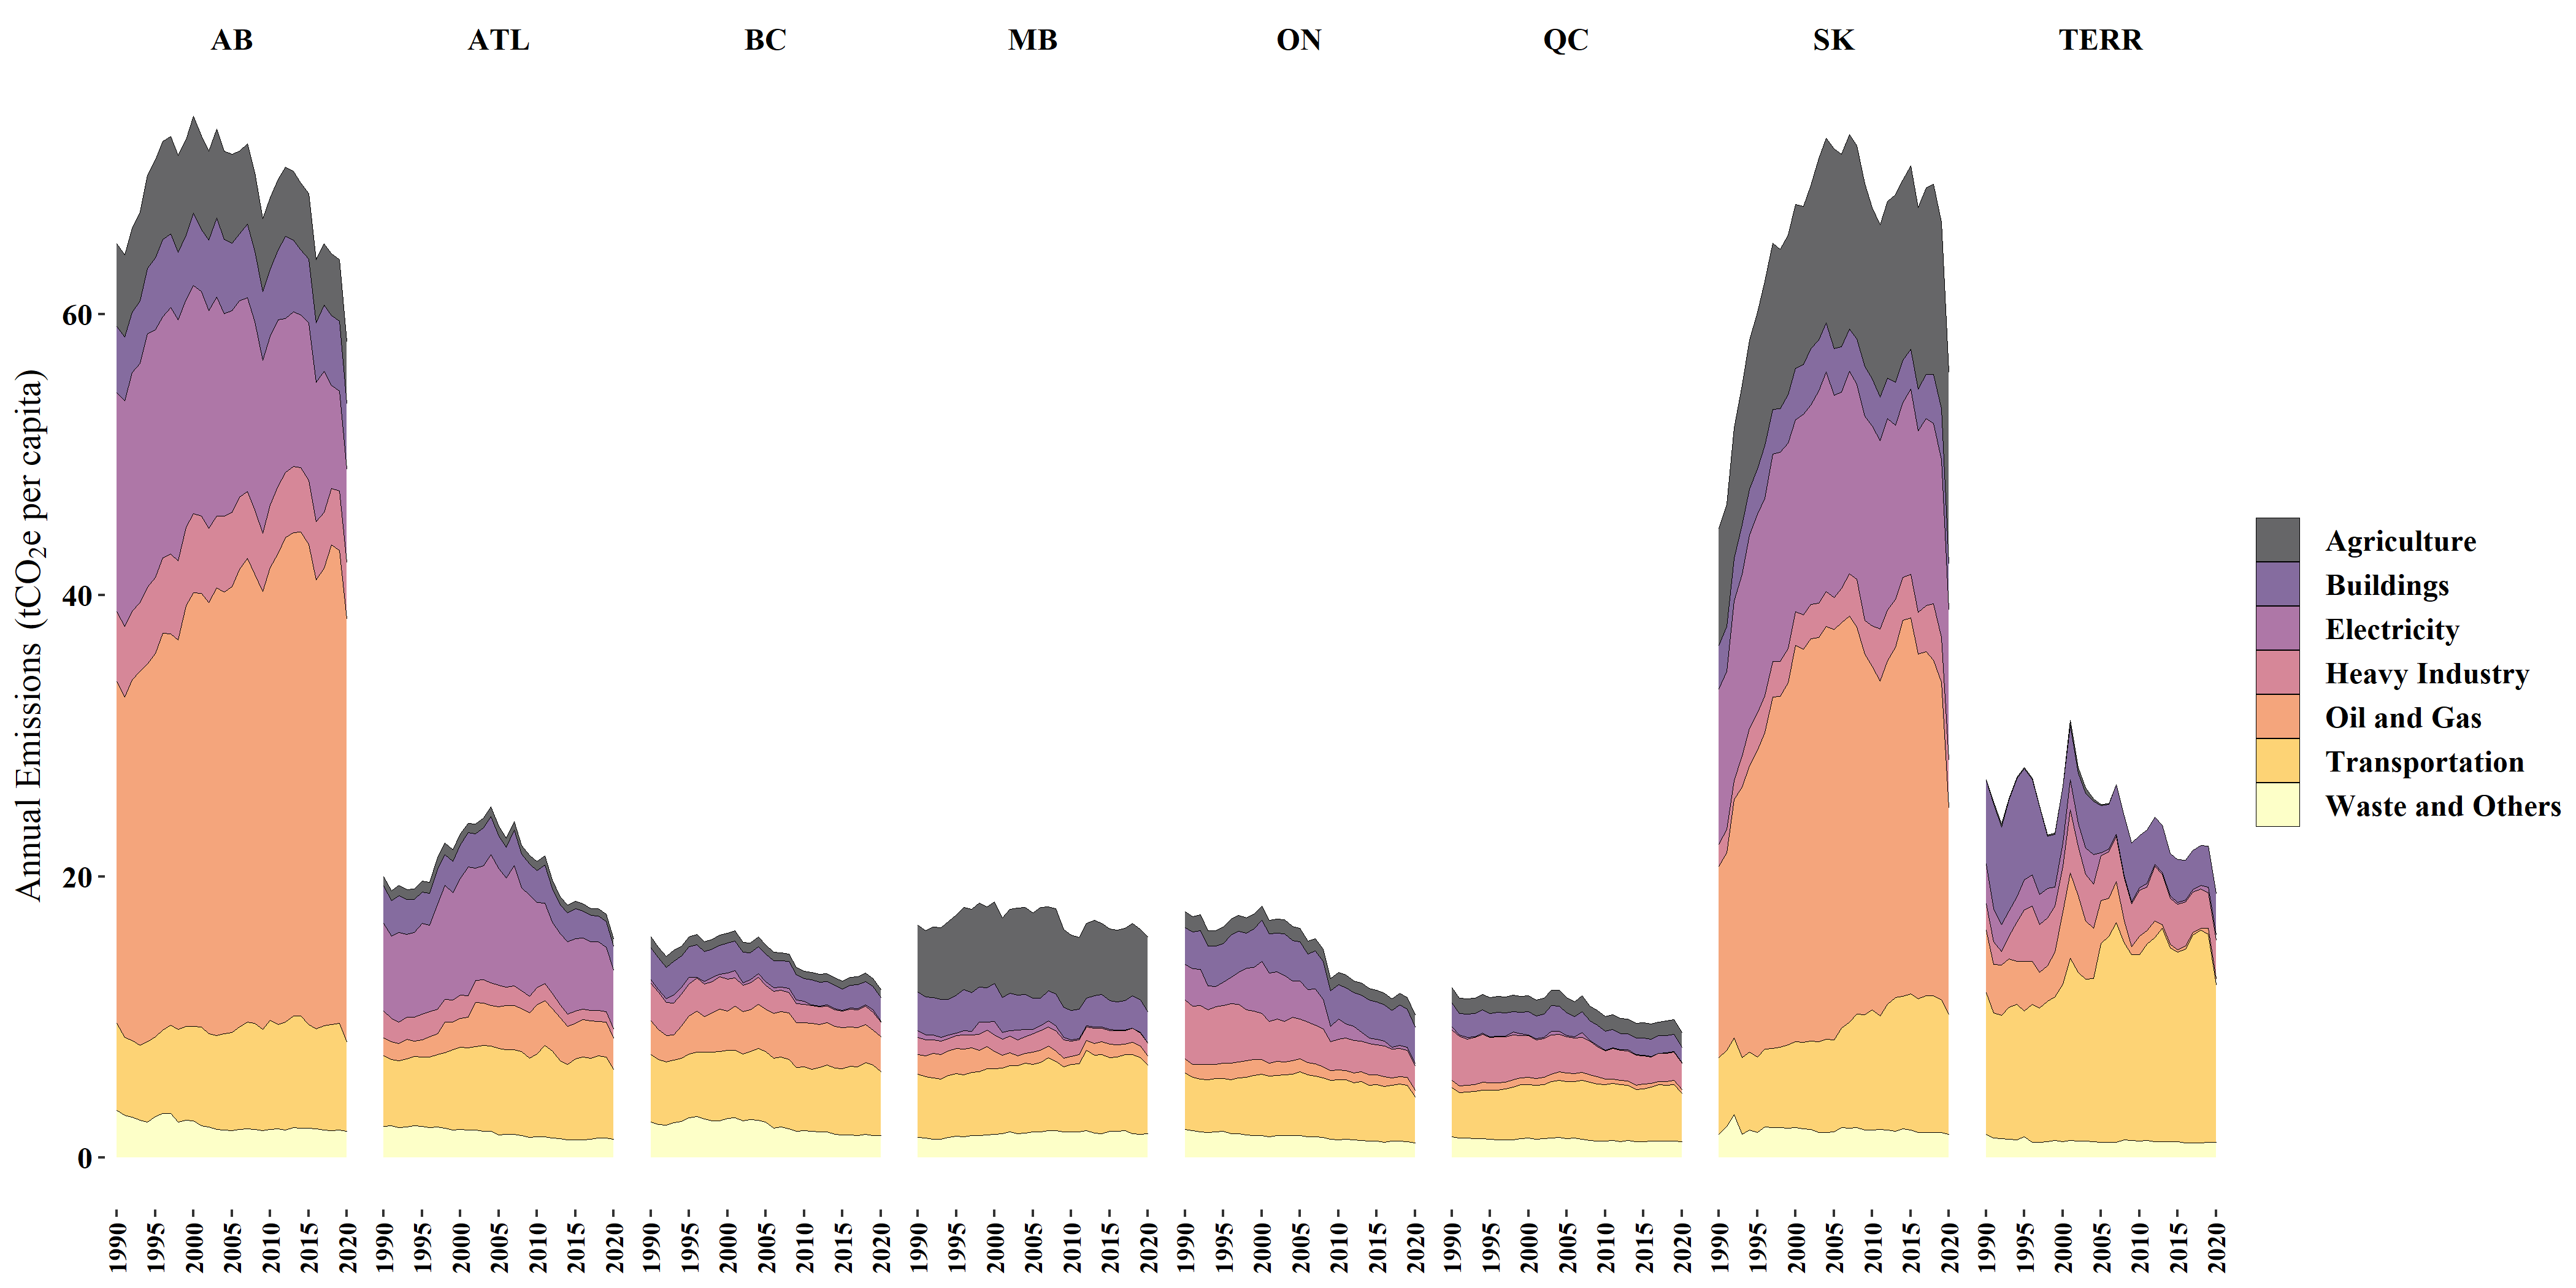 AB ATL BC MB ON QC SK TERR
Annual Emissions (tCO₂e per capita)
60
40
20
0
Agriculture
Buildings
Electricity
Heavy Industry
Oil and Gas
Transportation
Waste and Others
1990 1995 2000 2005 2010 2015 2020 1990 1995 2000 2005 2010 2015 2020 1990 1995 2000 2005 2010 2015 2020 1990 1995 2000 2005 2010 2015 2020 1990 1995 2000 2005 2010 2015 2020 1990 1995 2000 2005 2010 2015 2020 1990 1995 2000 2005 2010 2015 2020 1990 1995 2000 2005 2010 2015 2020